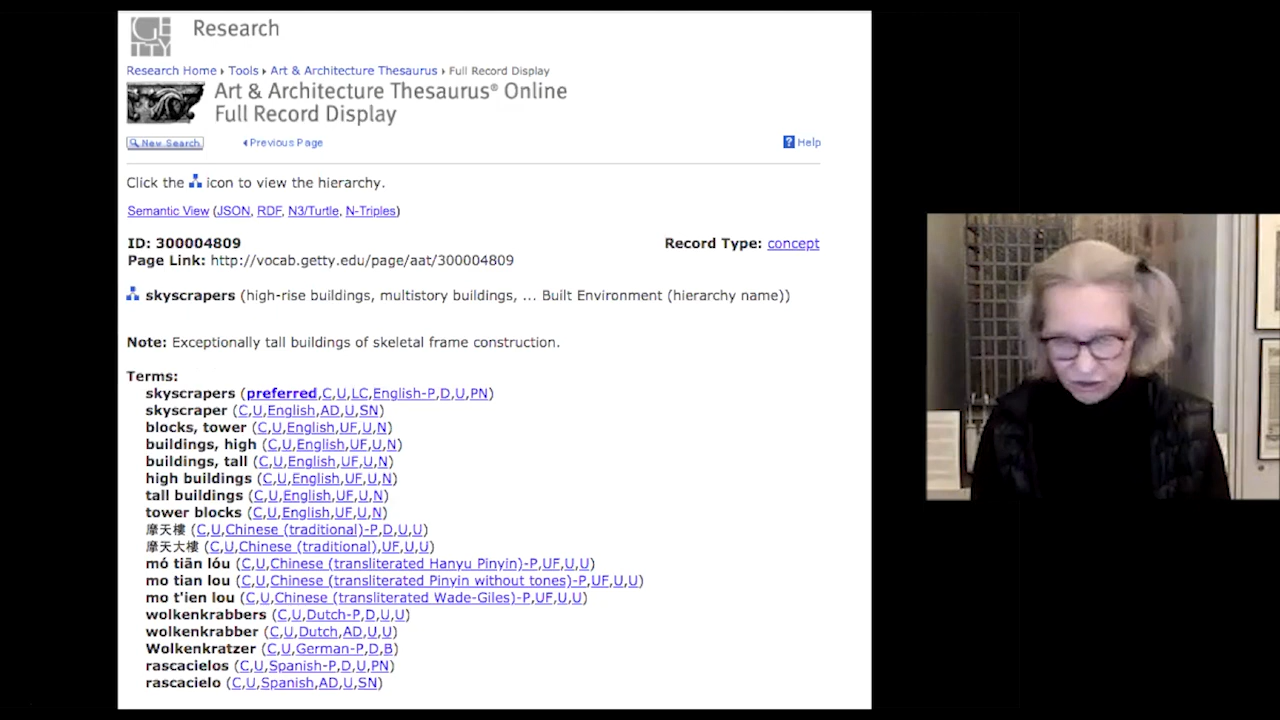 GETTY
Research
Research Home ▸ Tools ▸ Art & Architecture Thesaurus ▸ Full Record Display
Art & Architecture Thesaurus® Online
Full Record Display
New Search
Previous Page
Help
Click the icon to view the hierarchy.
Semantic View (JSON, RDF, N3/Turtle, N-Triples)
ID: 300004809
Record Type: concept
Page Link: http://vocab.getty.edu/page/aat/300004809
skyscrapers (high-rise buildings, multistory buildings, ... Built Environment (hierarchy name))
Note: Exceptionally tall buildings of skeletal frame construction.
Terms:
skyscrapers (preferred,C,U,LC,English-P,D,U,PN)
skyscraper (C,U,English,AD,U,SN)
blocks, tower (C,U,English,UF,U,N)
buildings, high (C,U,English,UF,U,N)
buildings, tall (C,U,English,UF,U,N)
high buildings (C,U,English,UF,U,N)
tall buildings (C,U,English,UF,U,N)
tower blocks (C,U,English,UF,U,N)
摩天樓 (C,U,Chinese (traditional)-P,D,U,U)
摩天大樓 (C,U,Chinese (traditional),UF,U,U)
mó tiān lóu (C,U,Chinese (transliterated Hanyu Pinyin)-P,UF,U,U)
mo tian lou (C,U,Chinese (transliterated Pinyin without tones)-P,UF,U,U)
mo t'ien lou (C,U,Chinese (transliterated Wade-Giles)-P,UF,U,U)
wolkenkrabbers (C,U,Dutch-P,D,U,U)
wolkenkrabber (C,U,Dutch,AD,U,U)
Wolkenkratzer (C,U,German-P,D,B)
rascacielos (C,U,Spanish-P,D,U,PN)
rascacielo (C,U,Spanish,AD,U,SN)